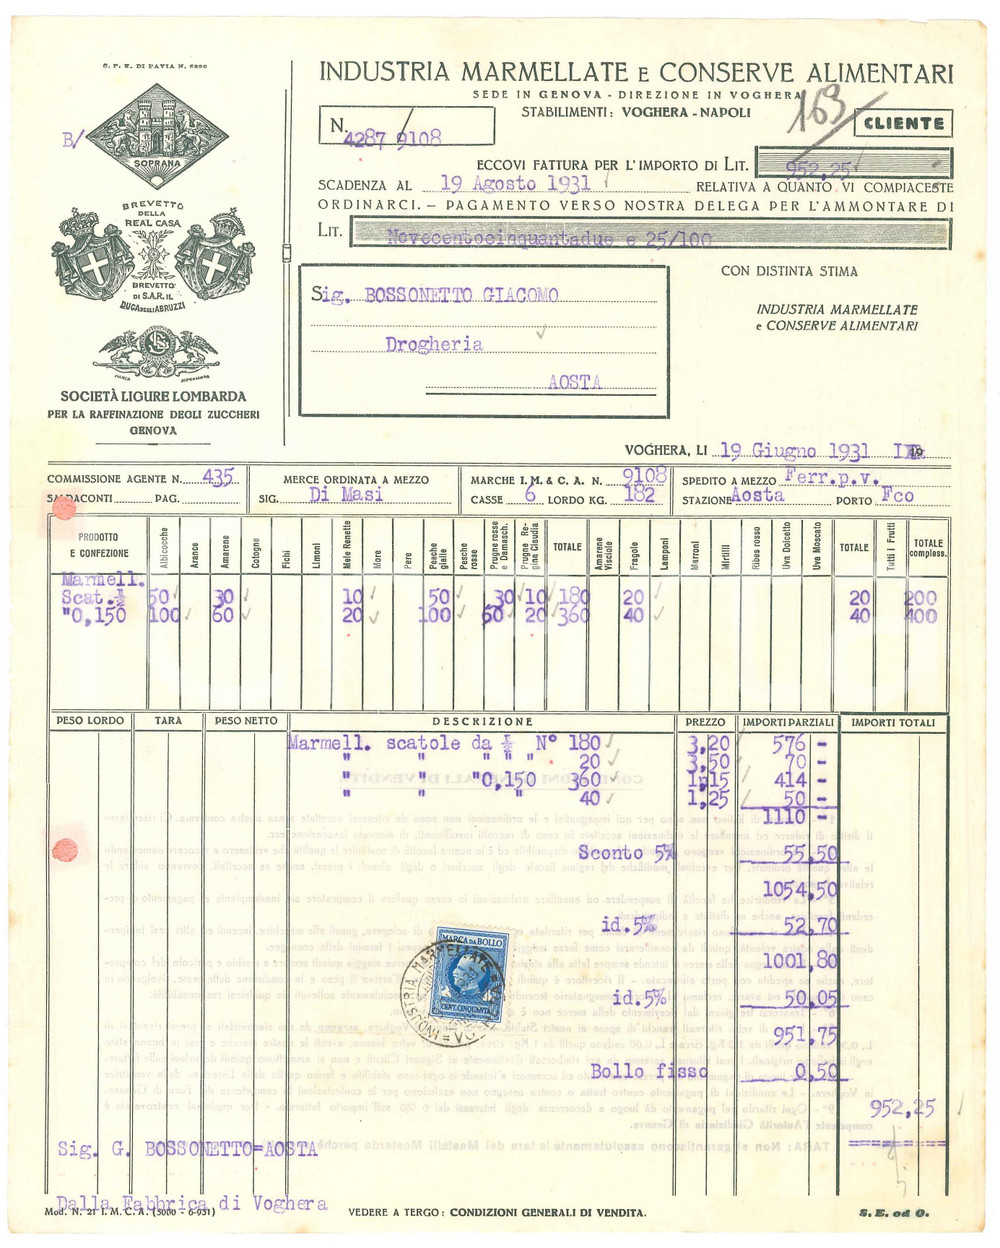 C. P. E. DI PAVIA N.
INDUSTRIA MARMELLATE E CONSERVE ALIMENTARI
SEDE IN GENOVA - DIREZIONE IN VOGHERA
STABILIMENTI: VOGHERA - NAPOLI
163
CLIENTE
B/
SOPRANA
N. 4287 9108
ECCOVI FATTURA PER L'IMPORTO DI LIT. 952,25
SCADENZA AL 19 Agosto 1931 RELATIVA A QUANTO VI COMPIACESTE
ORDINARCI. – PAGAMENTO VERSO NOSTRA DELEGA PER L'AMMONTARE DI
LIT. Novecentocinquantadue e 25/100
BREVETTO
DELLA
REAL CASA
BREVETTO
DI S.A.R. IL
DUCA DEGLI ABRUZZI
CON DISTINTA STIMA
INDUSTRIA MARMELLATE
e CONSERVE ALIMENTARI
Sig. BOSSONETTO GIACOMO
Drogheria
AOSTA
SOCIETÀ LIGURE LOMBARDA
PER LA RAFFINAZIONE DEGLI ZUCCHERI
GENOVA
VOGHERA, LI 19 Giugno 1931
COMMISSIONE AGENTE N. 435
SALDACONTI PAG.
MERCE ORDINATA A MEZZO
SIG. Di Masi
MARCHE I. M. & C. A. N. 9108
CASSE 6 LORDO KG. 182
SPEDITO A MEZZO Ferr.p.v.
STAZIONE Aosta PORTO Fco
PRODOTTO E CONFEZIONE Albicocche Arance Amarene Cotogne Fichi Limoni Male Renette More Pere Pesche gialle Pesche rosse Prugne rosse e Damasch. Prugne Regina Claudia TOTALE Amarene Visciole Fragole Lamponi Marroni Mirtilli Ribes rosso Uva Dolcetto Uva Moscato TOTALE Tutti i Frutti TOTALE compless.
Marmell.
Scat. ½ 50 30 10 50 30 10 180 20 20 200
"0,150 100 60 20 100 60 20 360 40 40 400
PESO LORDO TARA PESO NETTO DESCRIZIONE PREZZO IMPORTI PARZIALI IMPORTI TOTALI
Marmell. scatole da ½ N° 180 3,20 576 -
" " " " " 20 3,50 70 -
" " "0,150 360 1,15 414 -
" " " 40 1,25 50 -
1110 -
Sconto 5% 55,50
1054,50
id.5% 52,70
1001,80
id.5% 50,05
951,75
Bollo fisso 0,50
952,25
MARCA DA BOLLO
CENT. CINQUANTA
INDUSTRIA MARMELLATE
Sig. G. BOSSONETTO=AOSTA
Dalla Fabbrica di Voghera
Mod. N. 21 I. M. C. A. (5000 - 6-931)
VEDERE A TERGO: CONDIZIONI GENERALI DI VENDITA.
S. E. od O.